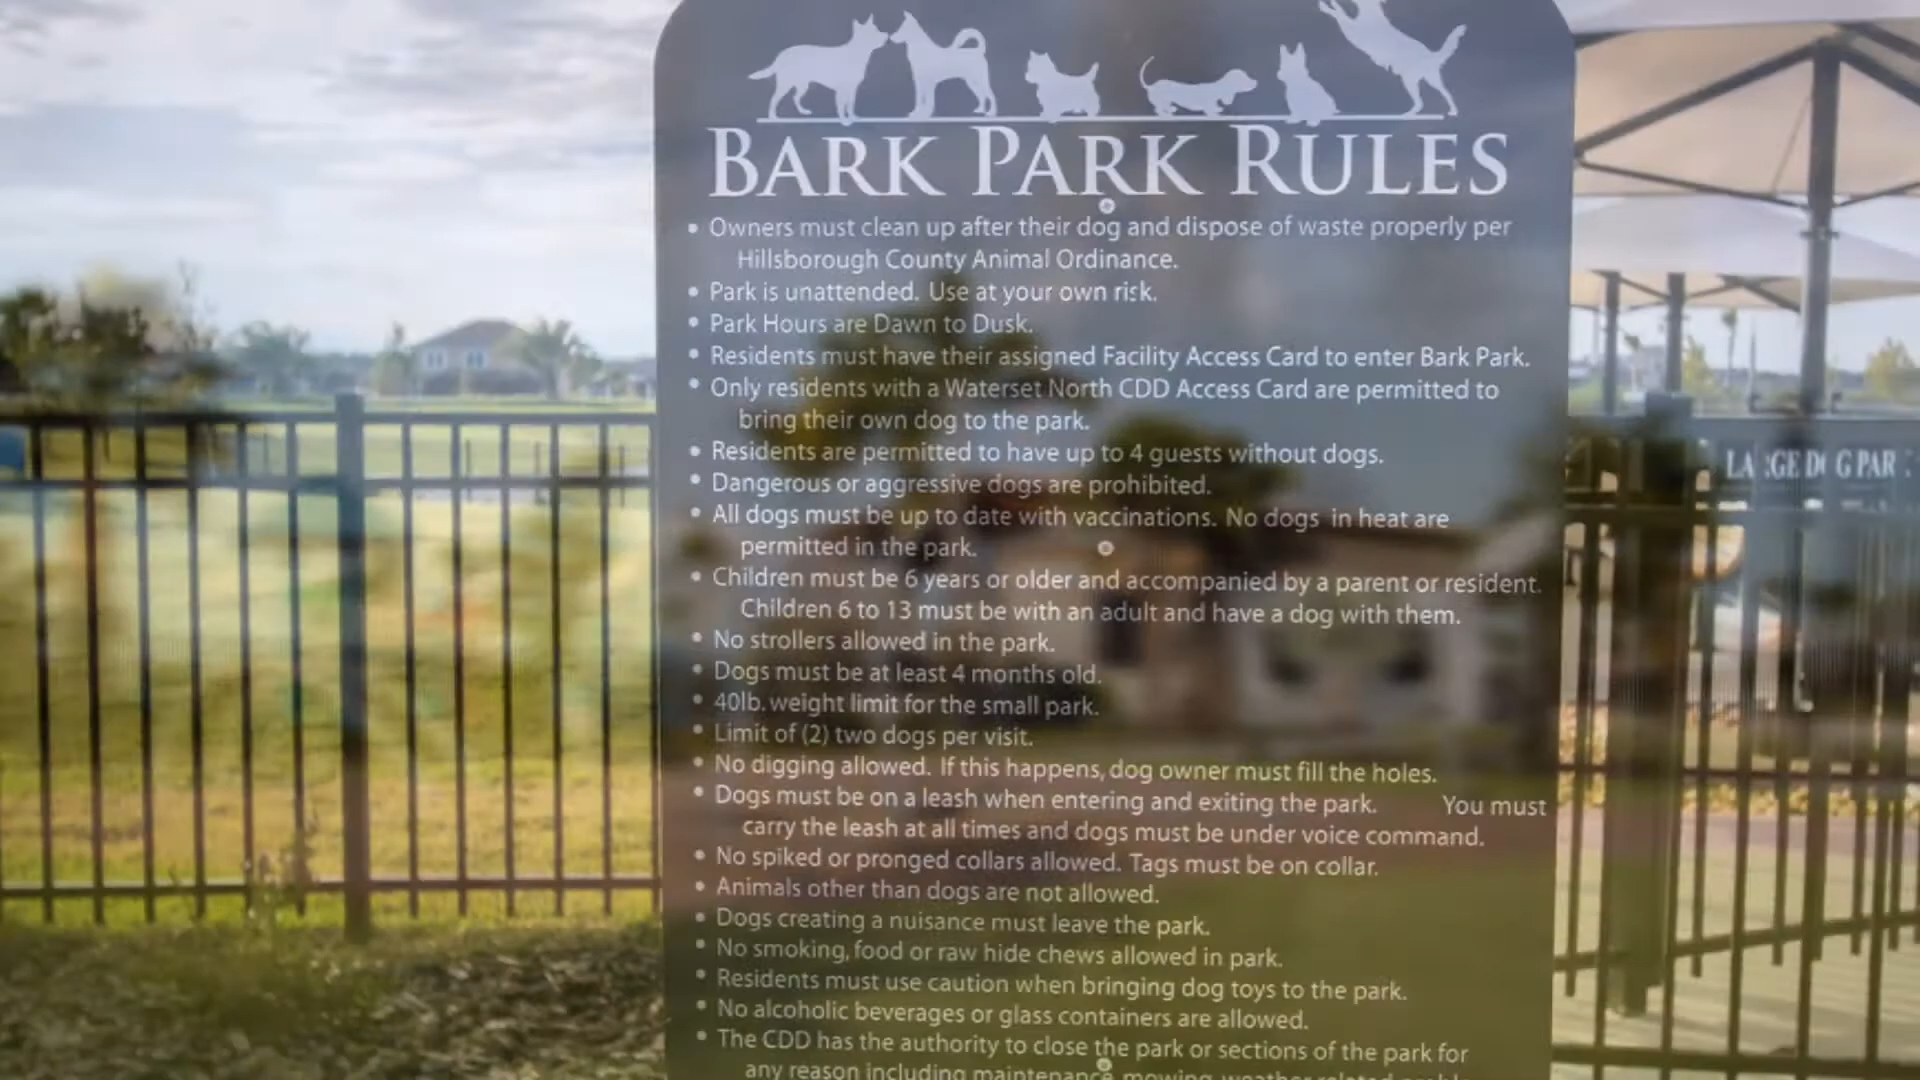 BARK PARK RULES
• Owners must clean up after their dog and dispose of waste properly per
Hillsborough County Animal Ordinance.
• Park is unattended. Use at your own risk.
• Park Hours are Dawn to Dusk.
• Residents must have their assigned Facility Access Card to enter Bark Park.
• Only residents with a Waterset North CDD Access Card are permitted to
bring their own dog to the park.
• Residents are permitted to have up to 4 guests without dogs.
• Dangerous or aggressive dogs are prohibited.
• All dogs must be up to date with vaccinations. No dogs in heat are
permitted in the park.
• Children must be 6 years or older and accompanied by a parent or resident.
Children 6 to 13 must be with an adult and have a dog with them.
• No strollers allowed in the park.
• Dogs must be at least 4 months old.
• 40lb. weight limit for the small park.
• Limit of (2) two dogs per visit.
• No digging allowed. If this happens, dog owner must fill the holes.
• Dogs must be on a leash when entering and exiting the park. You must
carry the leash at all times and dogs must be under voice command.
• No spiked or pronged collars allowed. Tags must be on collar.
• Animals other than dogs are not allowed.
• Dogs creating a nuisance must leave the park.
• No smoking, food or raw hide chews allowed in park.
• Residents must use caution when bringing dog toys to the park.
• No alcoholic beverages or glass containers are allowed.
• The CDD has the authority to close the park or sections of the park for
any reason including maintenance, mowing, weather related
LARGE DOG PAR